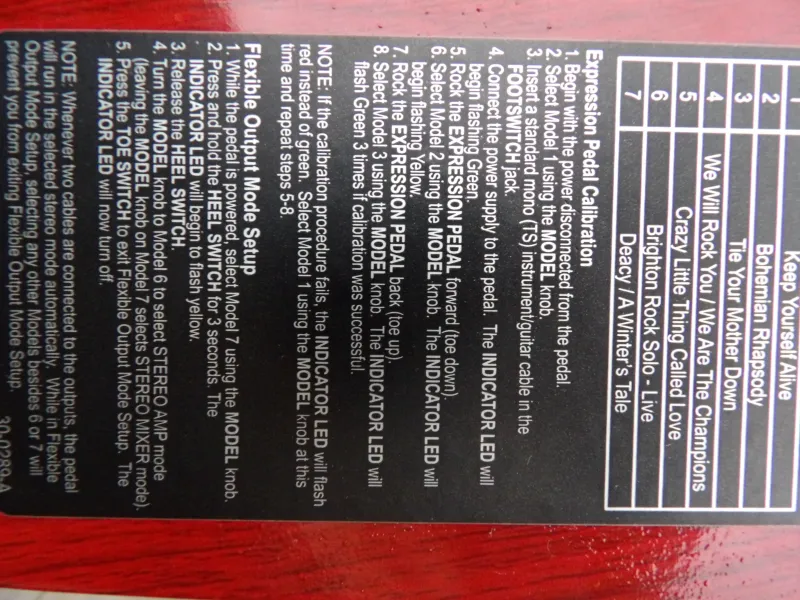 1 Keep Yourself Alive
2 Bohemian Rhapsody
3 Tie Your Mother Down
4 We Will Rock You / We Are The Champions
5 Crazy Little Thing Called Love
6 Brighton Rock Solo - Live
7 Deacy / A Winter's Tale
Expression Pedal Calibration
1. Begin with the power disconnected from the pedal.
2. Select Model 1 using the MODEL knob.
3. Insert a standard mono (TS) instrument/guitar cable in the
FOOTSWITCH jack.
4. Connect the power supply to the pedal. The INDICATOR LED will
begin flashing Green.
5. Rock the EXPRESSION PEDAL forward (toe down).
6. Select Model 2 using the MODEL knob. The INDICATOR LED will
begin flashing Yellow.
7. Rock the EXPRESSION PEDAL back (toe up).
8. Select Model 3 using the MODEL knob. The INDICATOR LED will
flash Green 3 times if calibration was successful.
NOTE: If the calibration procedure fails, the INDICATOR LED will flash
red instead of green. Select Model 1 using the MODEL knob at this
time and repeat steps 5-8.
Flexible Output Mode Setup
1. While the pedal is powered, select Model 7 using the MODEL knob.
2. Press and hold the HEEL SWITCH for 3 seconds. The
INDICATOR LED will begin to flash yellow.
3. Release the HEEL SWITCH.
4. Turn the MODEL knob to Model 6 to select STEREO AMP mode
(leaving the MODEL knob on Model 7 selects STEREO MIXER mode).
5. Press the TOE SWITCH to exit Flexible Output Mode Setup. The
INDICATOR LED will now turn off.
NOTE: Whenever two cables are connected to the outputs, the pedal
will run in the selected stereo mode automatically. While in Flexible
Output Mode Setup, selecting any other Models besides 6 or 7 will
prevent you from exiting Flexible Output Mode Setup.
30-0289-A